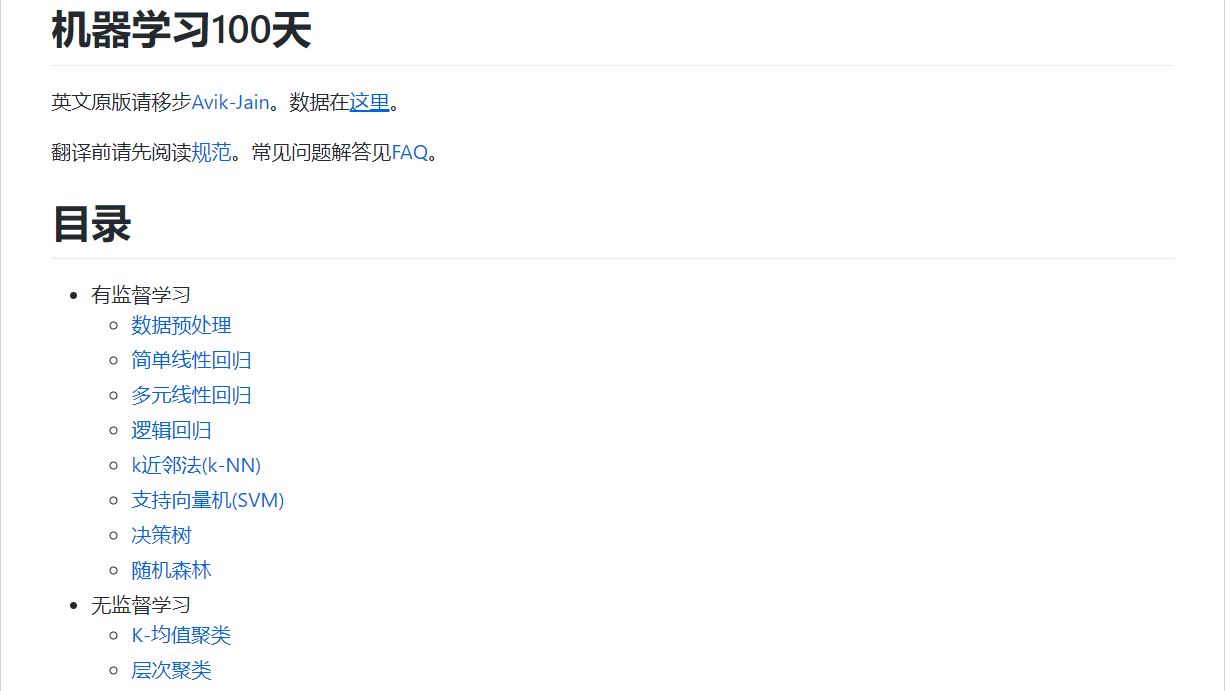 机器学习100天
英文原版请移步Avik-Jain。数据在这里。
翻译前请先阅读规范。常见问题解答见FAQ。
目录
有监督学习
数据预处理
简单线性回归
多元线性回归
逻辑回归
k近邻法(k-NN)
支持向量机(SVM)
决策树
随机森林
无监督学习
K-均值聚类
层次聚类